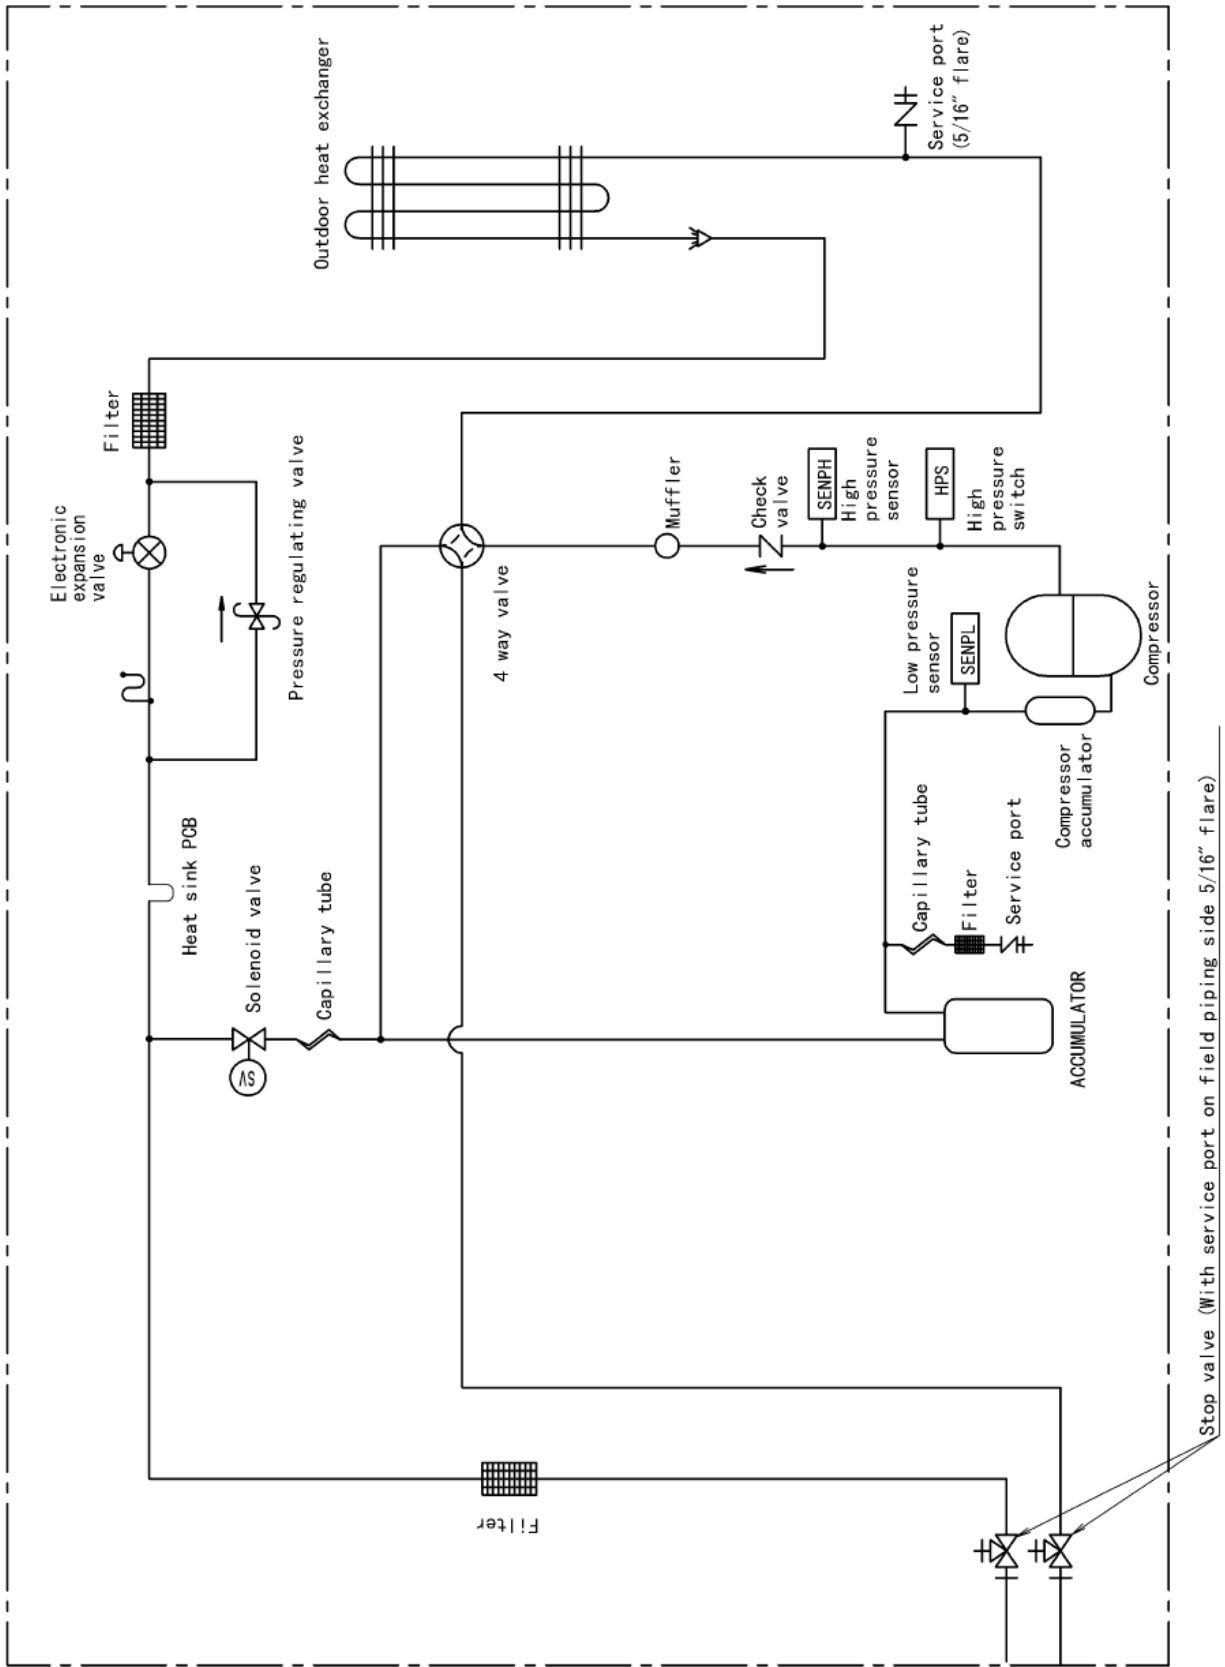 Stop valve (With service port on field piping side 5/16″ flare)
Filter
Solenoid valve
SV
Capillary tube
Heat sink PCB
Electronic
expansion
valve
Filter
Pressure regulating valve
Outdoor heat exchanger
4 way valve
Muffler
Check
valve
SENPH
High
pressure
sensor
HPS
High
pressure
switch
Service port
(5/16″ flare)
Low pressure
sensor
SENPL
Compressor
Compressor
accumulator
Capillary tube
Filter
Service port
ACCUMULATOR